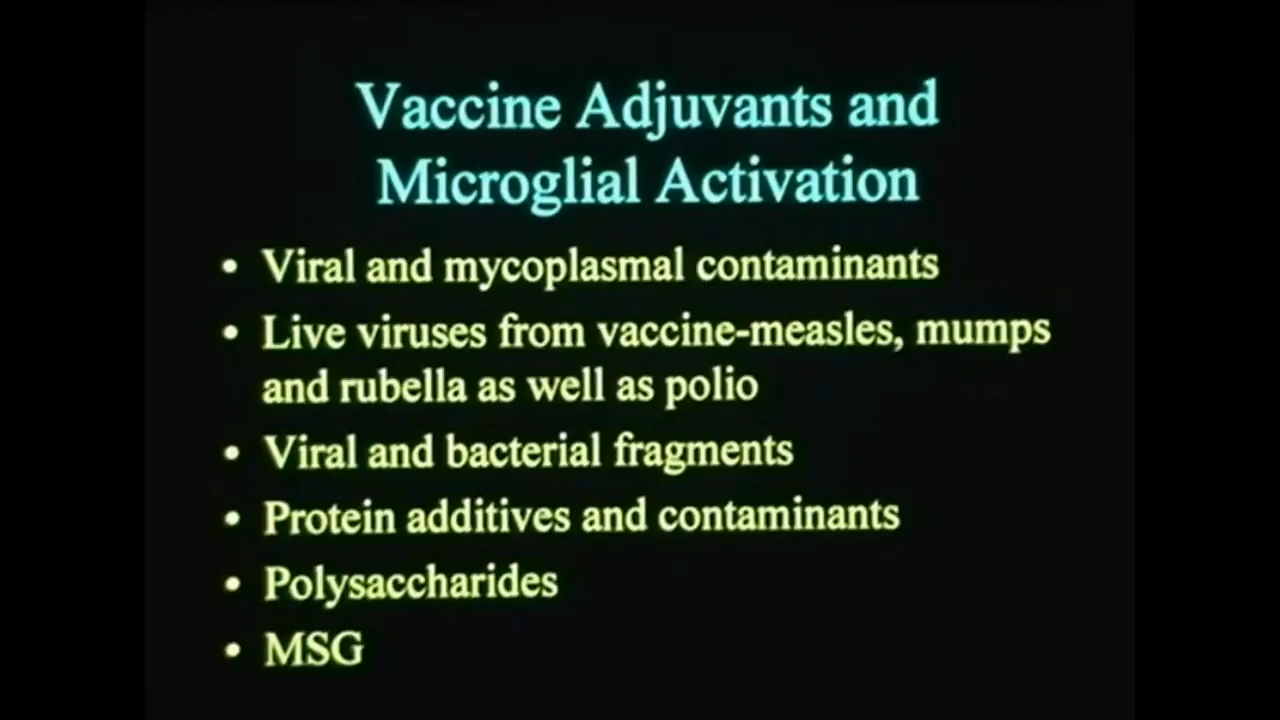 Vaccine Adjuvants and
Microglial Activation
• Viral and mycoplasmal contaminants
• Live viruses from vaccine-measles, mumps
and rubella as well as polio
• Viral and bacterial fragments
• Protein additives and contaminants
• Polysaccharides
• MSG